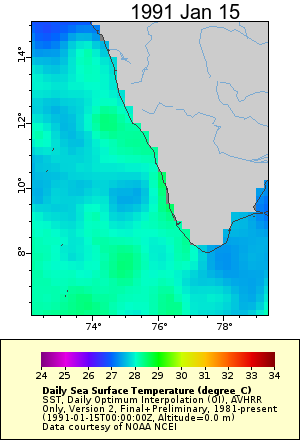 1991 Jan 15
14°
12°
10°
8°
74° 76° 78°
24 25 26 27 28 29 30 31 32 33 34
Daily Sea Surface Temperature (degree_C)
SST, Daily Optimum Interpolation (OI), AVHRR
Only, Version 2, Final+Preliminary, 1981-present
(1991-01-15T00:00:00Z, Altitude=0.0 m)
Data courtesy of NOAA NCEI